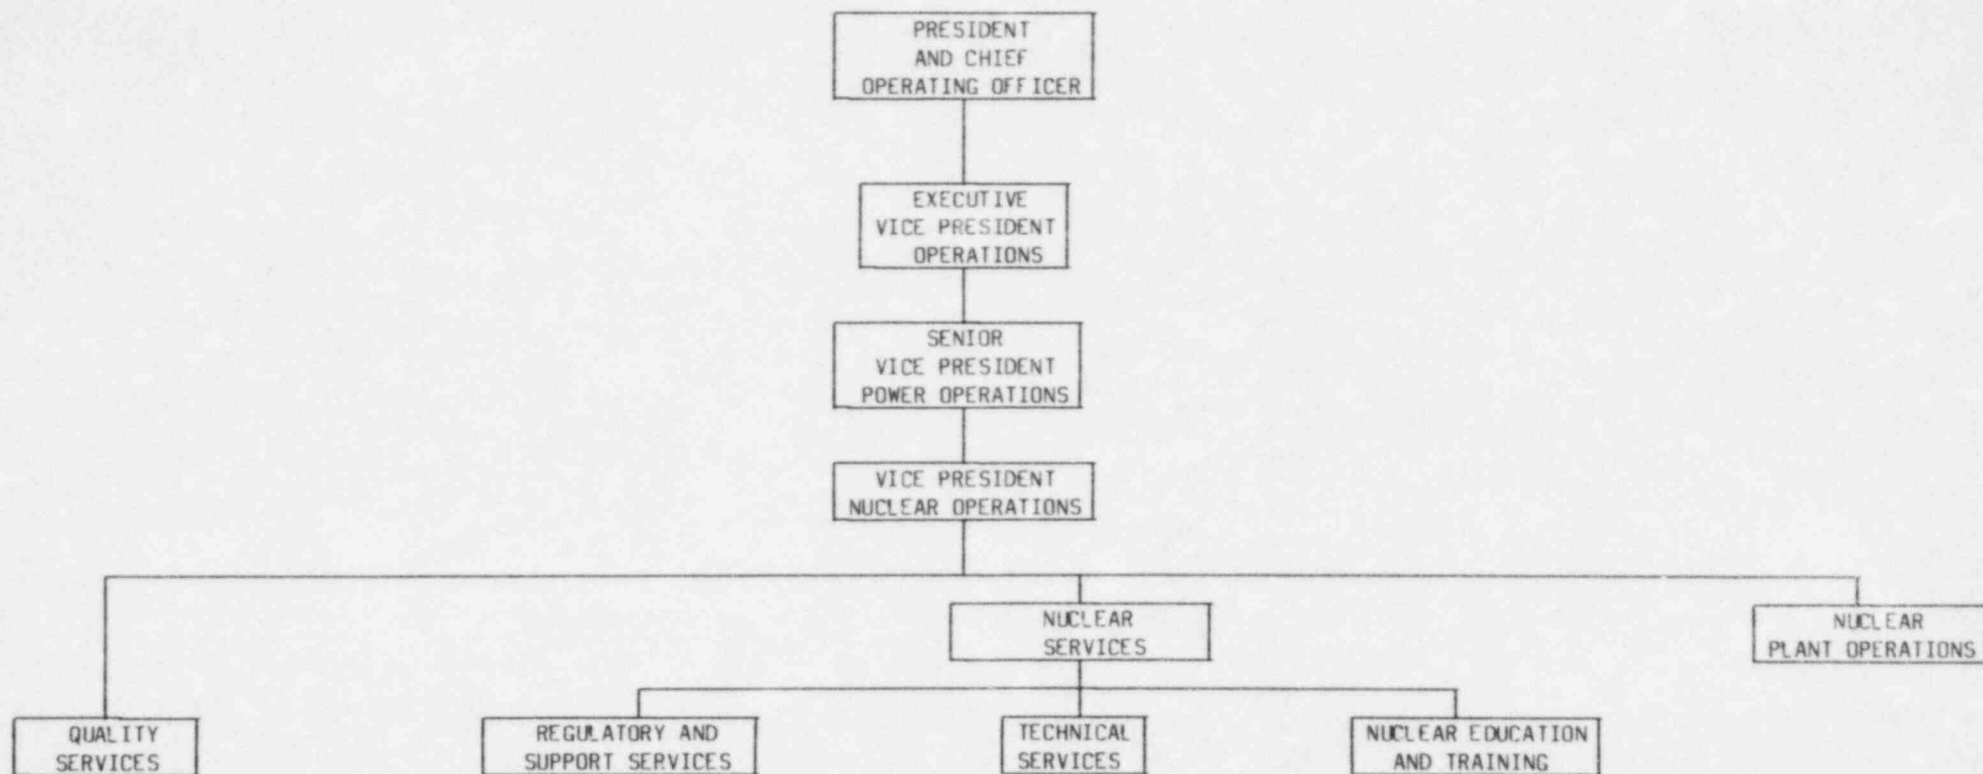 PRESIDENT
AND CHIEF
OPERATING OFFICER
EXECUTIVE
VICE PRESIDENT
OPERATIONS
SENIOR
VICE PRESIDENT
POWER OPERATIONS
VICE PRESIDENT
NUCLEAR OPERATIONS
NUCLEAR
SERVICES
NUCLEAR
PLANT OPERATIONS
QUALITY
SERVICES
REGULATORY AND
SUPPORT SERVICES
TECHNICAL
SERVICES
NUCLEAR EDUCATION
AND TRAINING